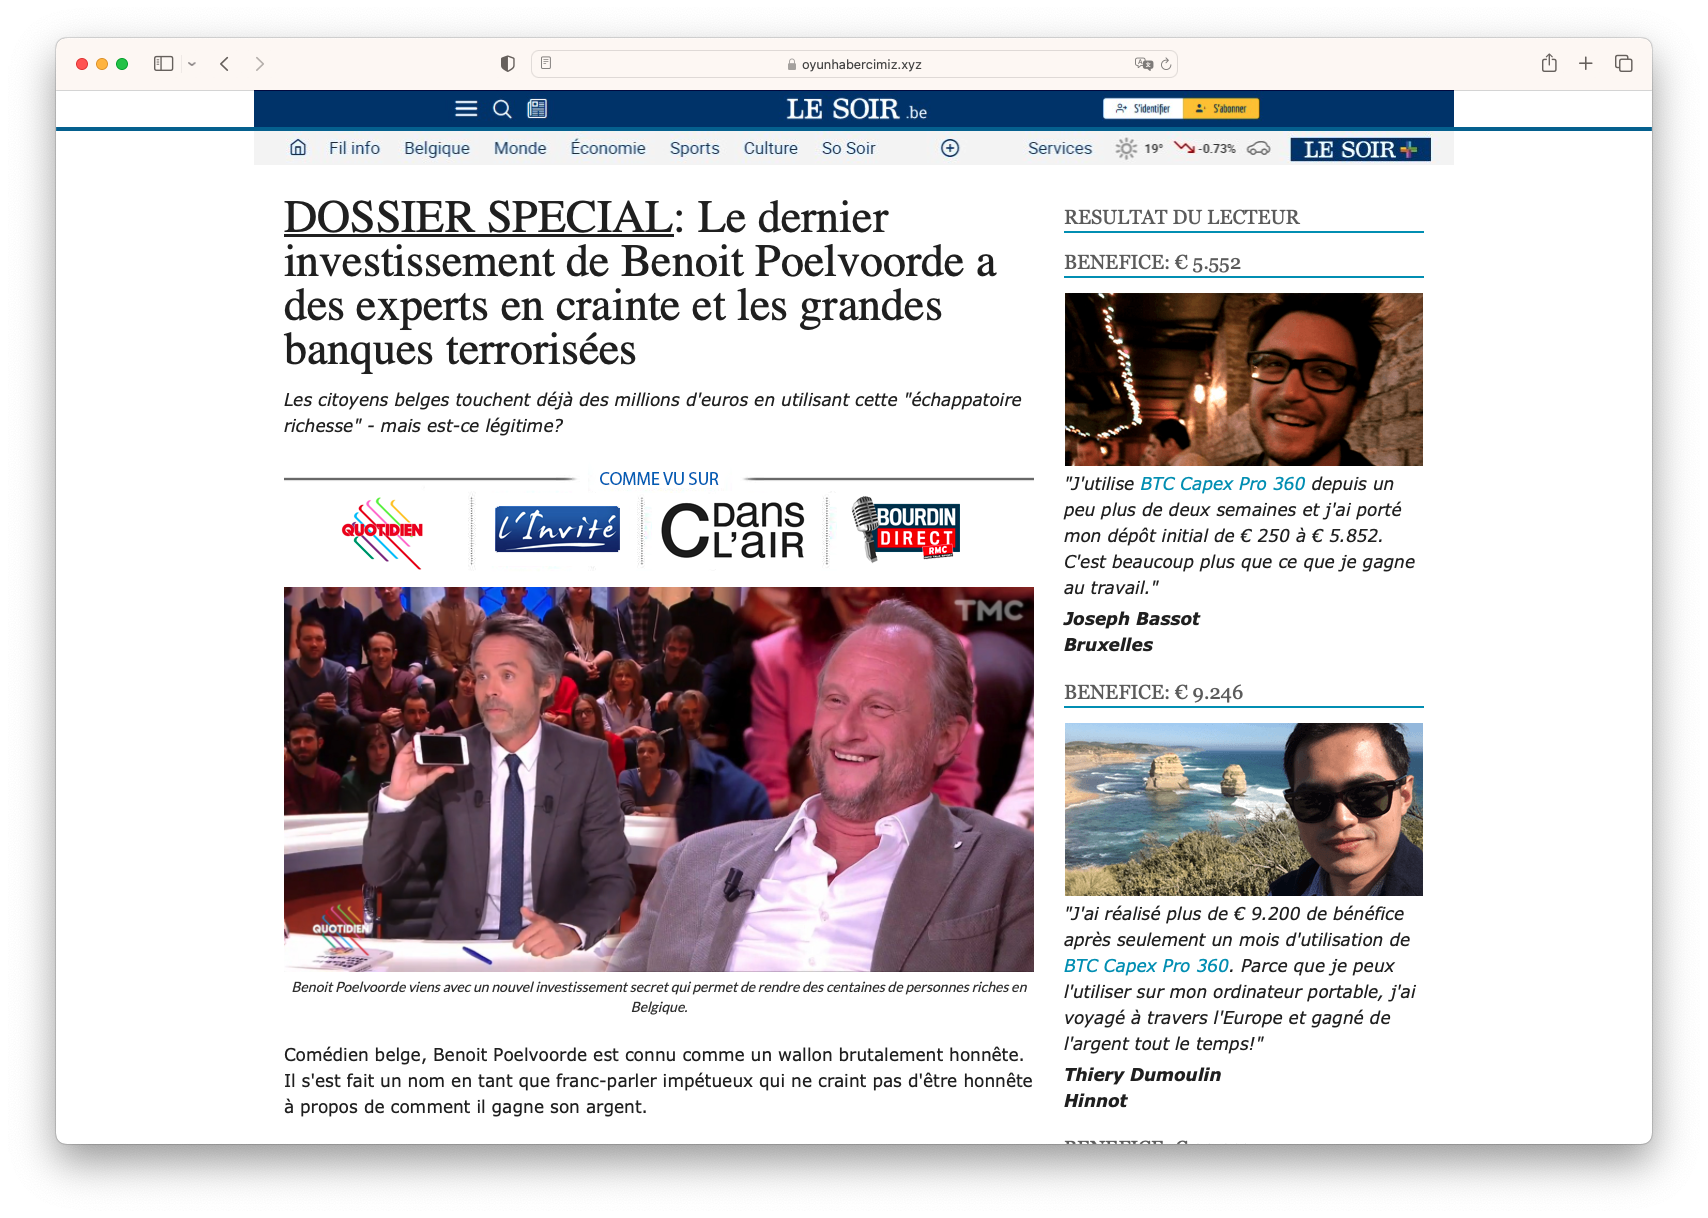 oyunhabercimiz.xyz
LE SOIR .be
S'identifier
S'abonner
Fil info Belgique Monde Économie Sports Culture So Soir Services 19° -0.73% LE SOIR+
DOSSIER SPECIAL: Le dernier
investissement de Benoit Poelvoorde a
des experts en crainte et les grandes
banques terrorisées
Les citoyens belges touchent déjà des millions d'euros en utilisant cette "échappatoire
richesse" - mais est-ce légitime?
COMME VU SUR
QUOTIDIEN
L'Invité
C DANS L'AIR
BOURDIN
DIRECT
RMC
TMC
QUOTIDIEN
Benoit Poelvoorde viens avec un nouvel investissement secret qui permet de rendre des centaines de personnes riches en
Belgique.
Comédien belge, Benoit Poelvoorde est connu comme un wallon brutalement honnête.
Il s'est fait un nom en tant que franc-parler impétueux qui ne craint pas d'être honnête
à propos de comment il gagne son argent.
RESULTAT DU LECTEUR
BENEFICE: € 5.552
"J'utilise BTC Capex Pro 360 depuis un
peu plus de deux semaines et j'ai porté
mon dépôt initial de € 250 à € 5.852.
C'est beaucoup plus que ce que je gagne
au travail."
Joseph Bassot
Bruxelles
BENEFICE: € 9.246
"J'ai réalisé plus de € 9.200 de bénéfice
après seulement un mois d'utilisation de
BTC Capex Pro 360. Parce que je peux
l'utiliser sur mon ordinateur portable, j'ai
voyagé à travers l'Europe et gagné de
l'argent tout le temps!"
Thiery Dumoulin
Hinnot